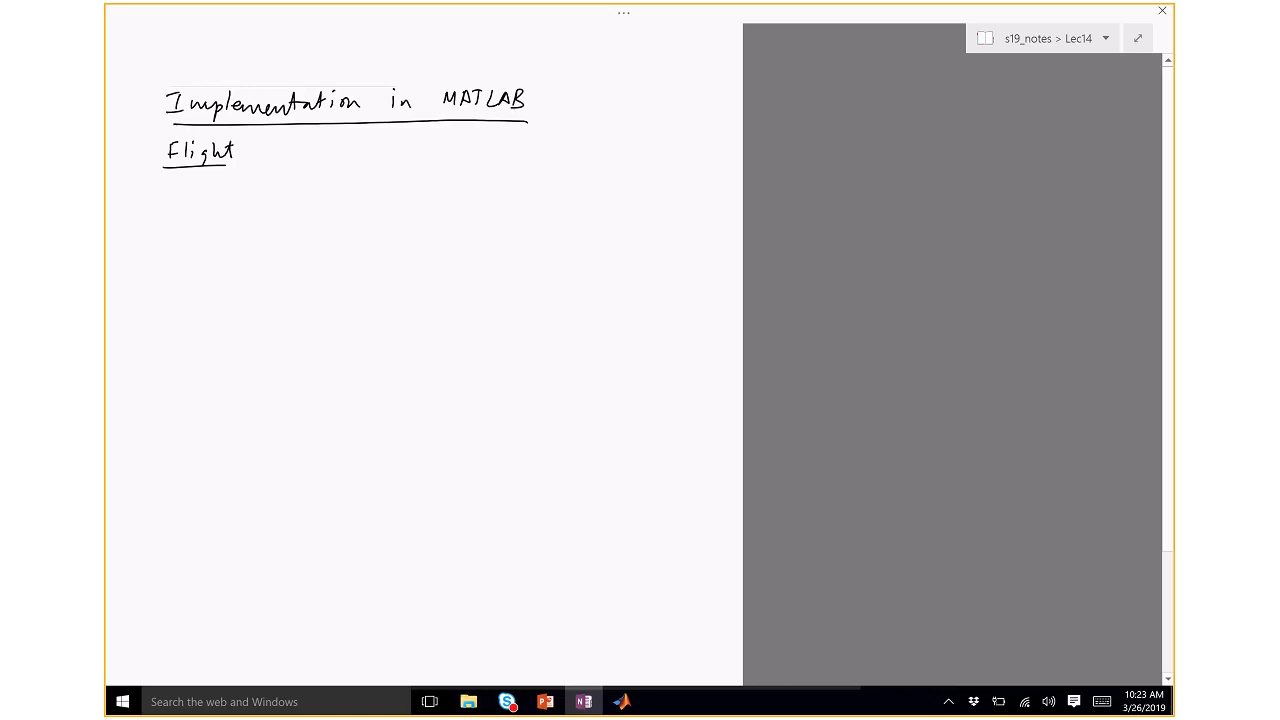 ...
s19_notes > Lec14
Implementation in MATLAB
Flight
Search the web and Windows
10:23 AM
3/26/2019